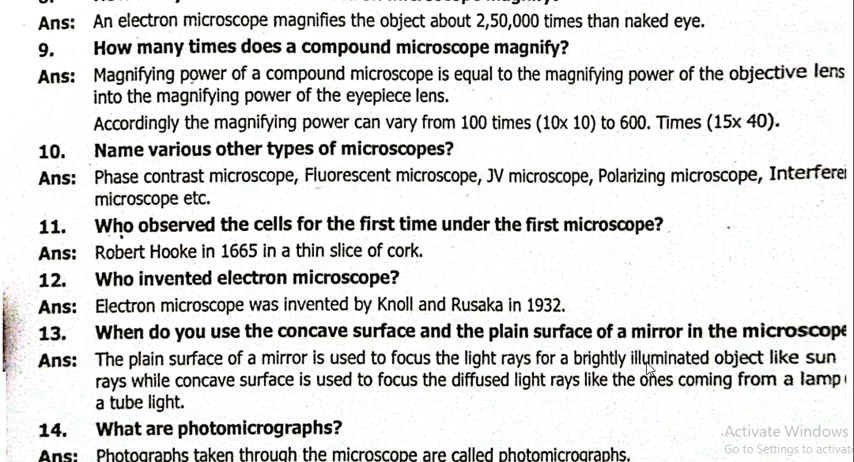 Ans: An electron microscope magnifies the object about 2,50,000 times than naked eye.
9. How many times does a compound microscope magnify?
Ans: Magnifying power of a compound microscope is equal to the magnifying power of the objective lens
into the magnifying power of the eyepiece lens.
Accordingly the magnifying power can vary from 100 times (10x 10) to 600. Times (15x 40).
10. Name various other types of microscopes?
Ans: Phase contrast microscope, Fluorescent microscope, JV microscope, Polarizing microscope, Interfere
microscope etc.
11. Who observed the cells for the first time under the first microscope?
Ans: Robert Hooke in 1665 in a thin slice of cork.
12. Who invented electron microscope?
Ans: Electron microscope was invented by Knoll and Rusaka in 1932.
13. When do you use the concave surface and the plain surface of a mirror in the microscope
Ans: The plain surface of a mirror is used to focus the light rays for a brightly illuminated object like sun
rays while concave surface is used to focus the diffused light rays like the ones coming from a lamp
a tube light.
14. What are photomicrographs?
Ans: Photographs taken through the microscope are called photomicrographs.
Activate Windows
Go to Settings to activat